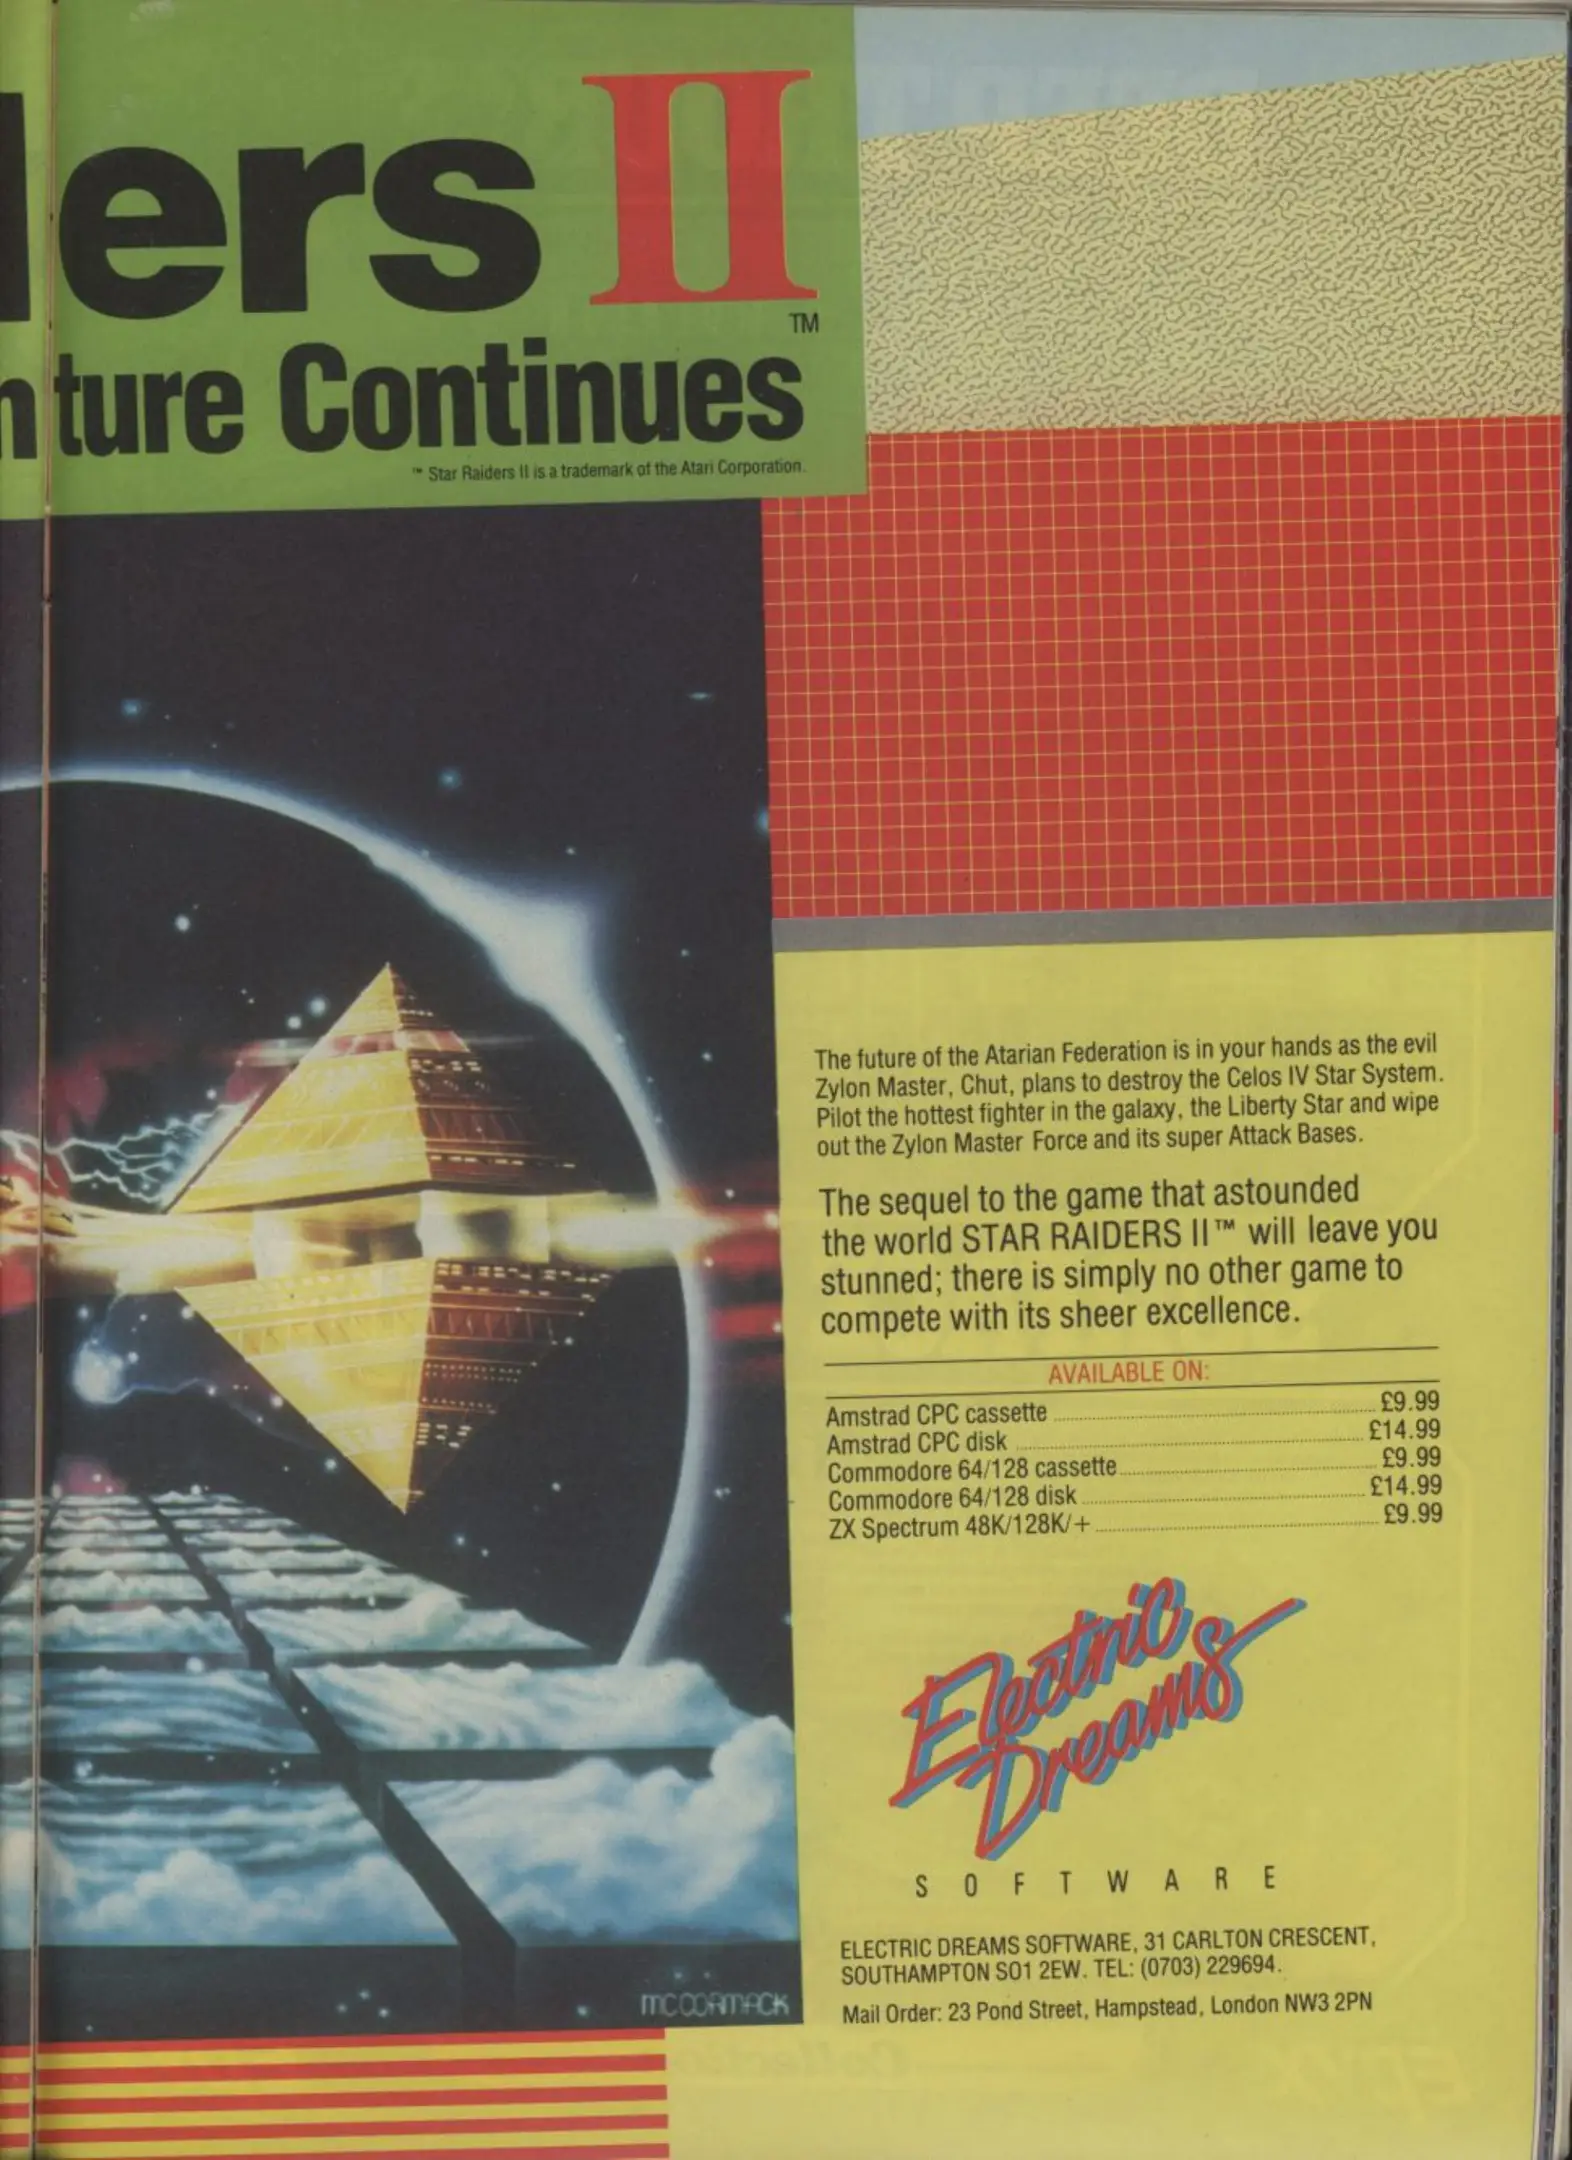 ders II
TM
nture Continues
™ Star Raiders II is a trademark of the Atari Corporation.
The future of the Atarian Federation is in your hands as the evil
Zylon Master, Chut, plans to destroy the Celos IV Star System.
Pilot the hottest fighter in the galaxy, the Liberty Star and wipe
out the Zylon Master Force and its super Attack Bases.
The sequel to the game that astounded
the world STAR RAIDERS II™ will leave you
stunned; there is simply no other game to
compete with its sheer excellence.
AVAILABLE ON:
Amstrad CPC cassette £9.99
Amstrad CPC disk £14.99
Commodore 64/128 cassette £9.99
Commodore 64/128 disk £14.99
ZX Spectrum 48K/128K/+ £9.99
Electric
Dreams
SOFTWARE
ELECTRIC DREAMS SOFTWARE, 31 CARLTON CRESCENT,
SOUTHAMPTON SO1 2EW. TEL: (0703) 229694.
Mail Order: 23 Pond Street, Hampstead, London NW3 2PN
MCCORMACK